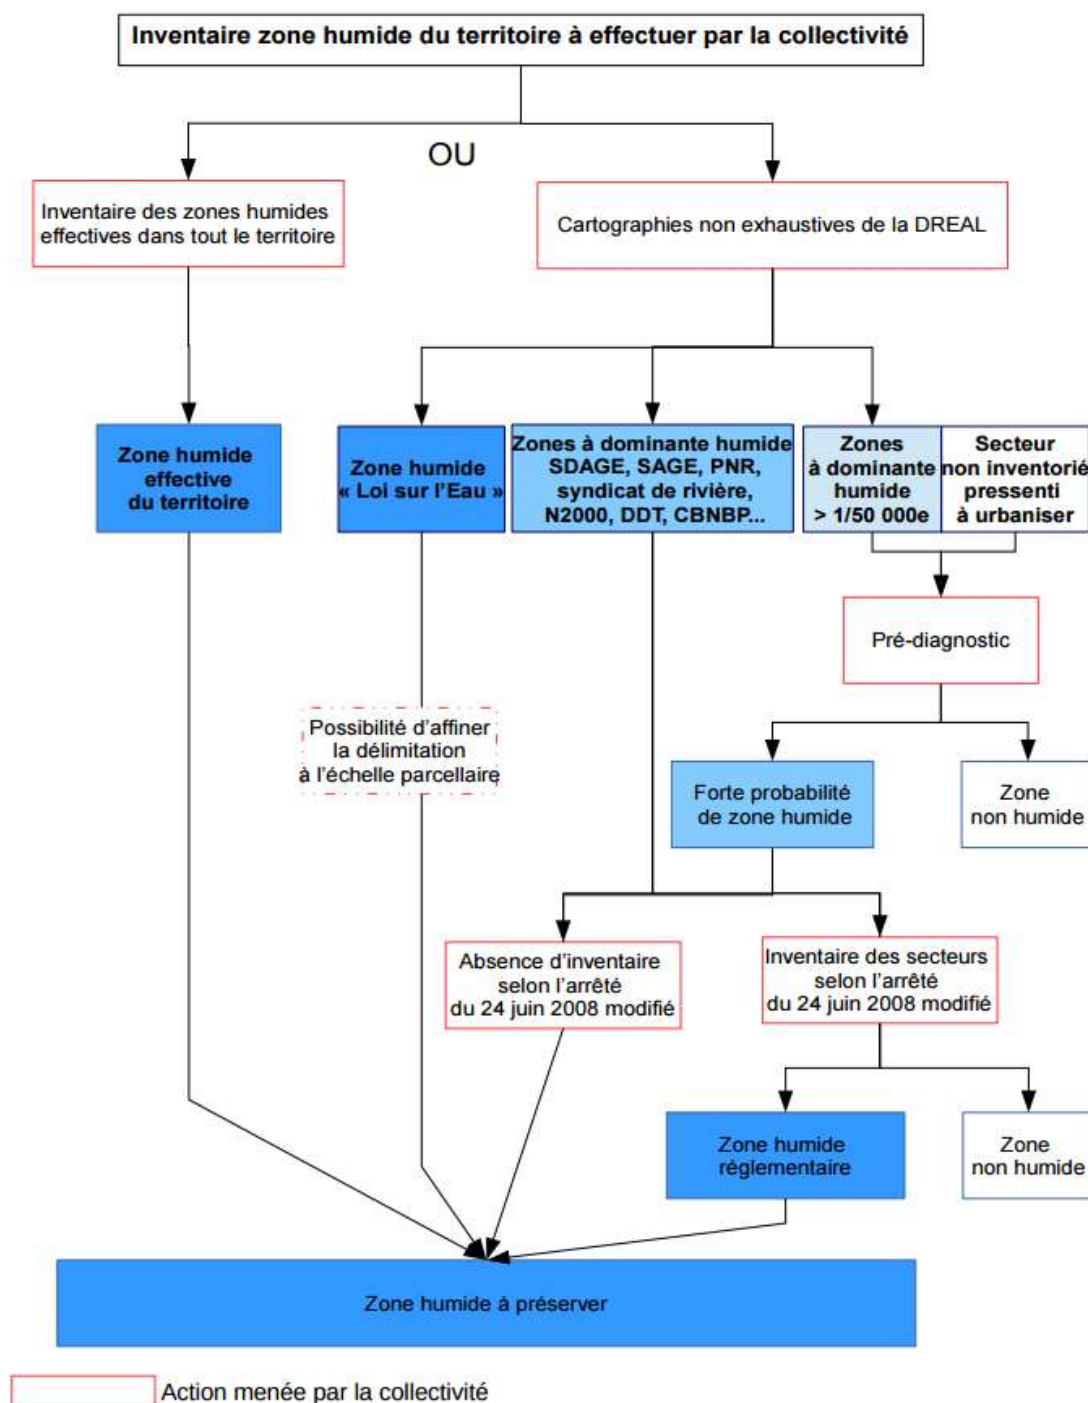 Inventaire zone humide du territoire à effectuer par la collectivité
OU
Inventaire des zones humides
effectives dans tout le territoire
Cartographies non exhaustives de la DREAL
Zone humide
effective
du territoire
Zone humide
« Loi sur l'Eau »
Zones à dominante humide
SDAGE, SAGE, PNR,
syndicat de rivière,
N2000, DDT, CBNBP...
Zones
à dominante
humide
> 1/50 000e
Secteur
non inventorié
pressenti
à urbaniser
Pré-diagnostic
Possibilité d'affiner
la délimitation
à l'échelle parcellaire
Forte probabilité
de zone humide
Zone
non humide
Absence d'inventaire
selon l'arrêté
du 24 juin 2008 modifié
Inventaire des secteurs
selon l'arrêté
du 24 juin 2008 modifié
Zone humide
réglementaire
Zone
non humide
Zone humide à préserver
Action menée par la collectivité